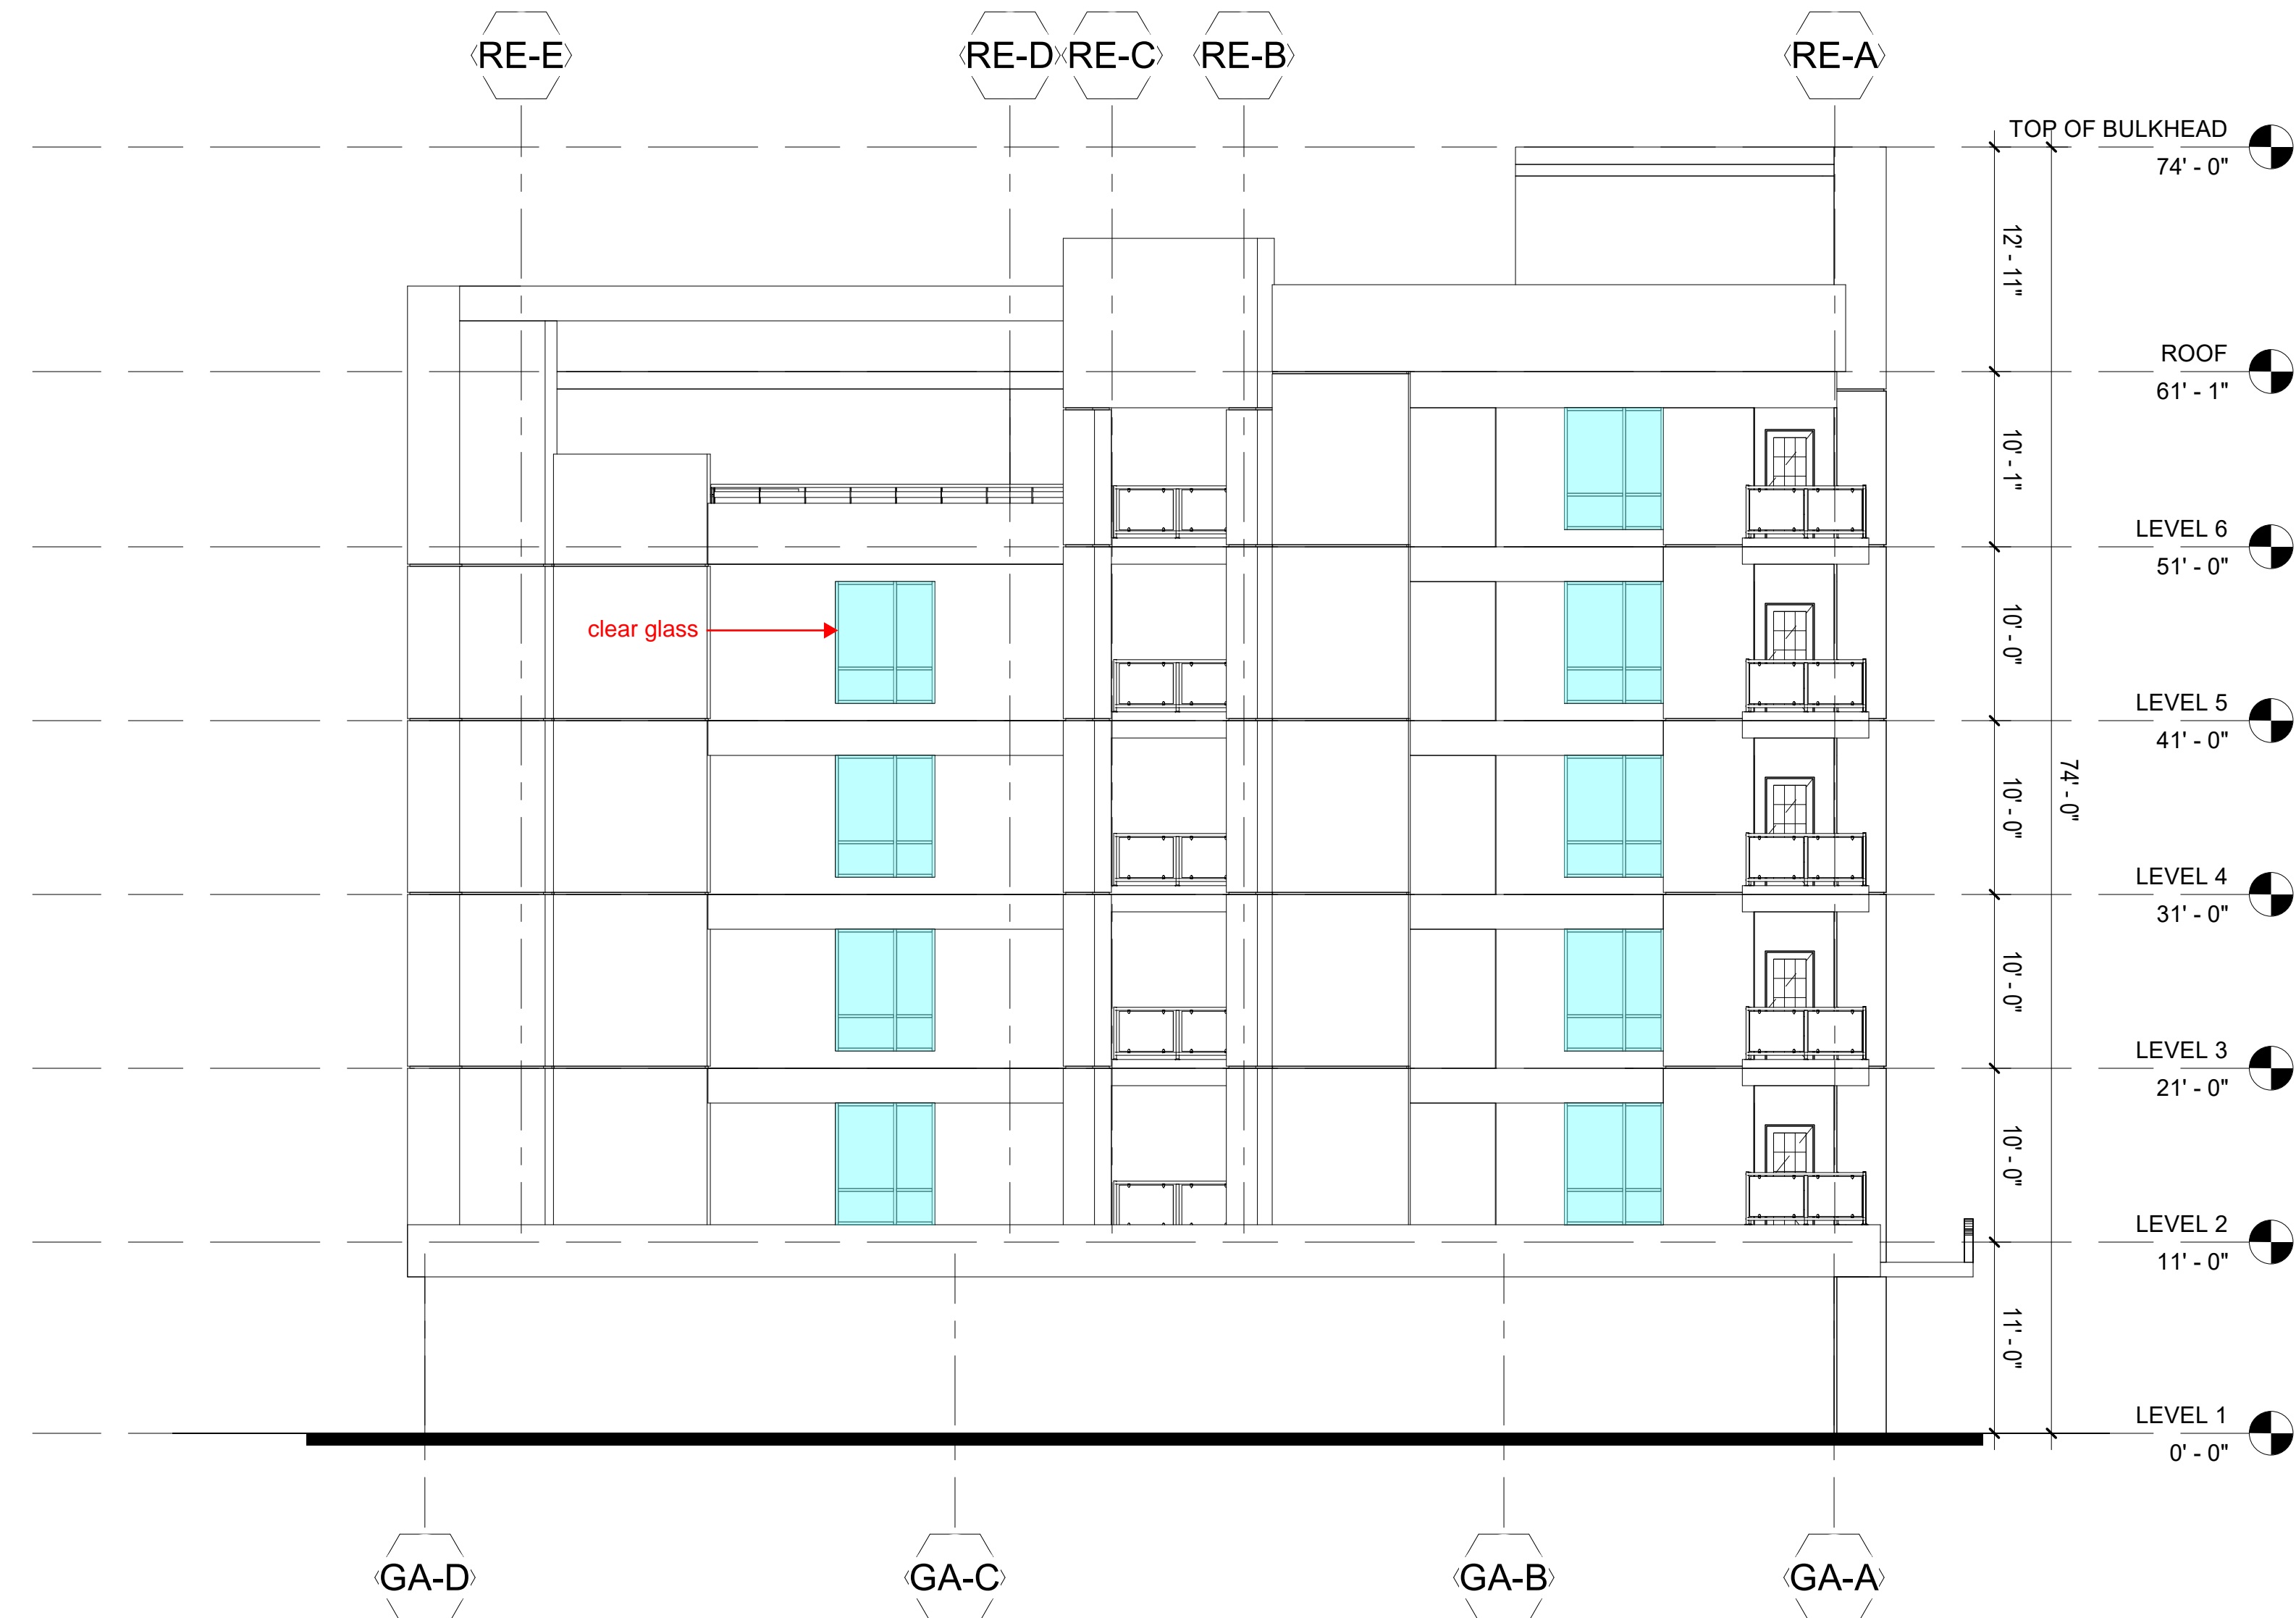 RE-E
RE-D
RE-C
RE-B
RE-A
TOP OF BULKHEAD
74' - 0"
12' - 11"
ROOF
61' - 1"
10' - 1"
LEVEL 6
51' - 0"
10' - 0"
clear glass
LEVEL 5
41' - 0"
10' - 0"
74' - 0"
LEVEL 4
31' - 0"
10' - 0"
LEVEL 3
21' - 0"
10' - 0"
LEVEL 2
11' - 0"
11' - 0"
LEVEL 1
0' - 0"
GA-D
GA-C
GA-B
GA-A